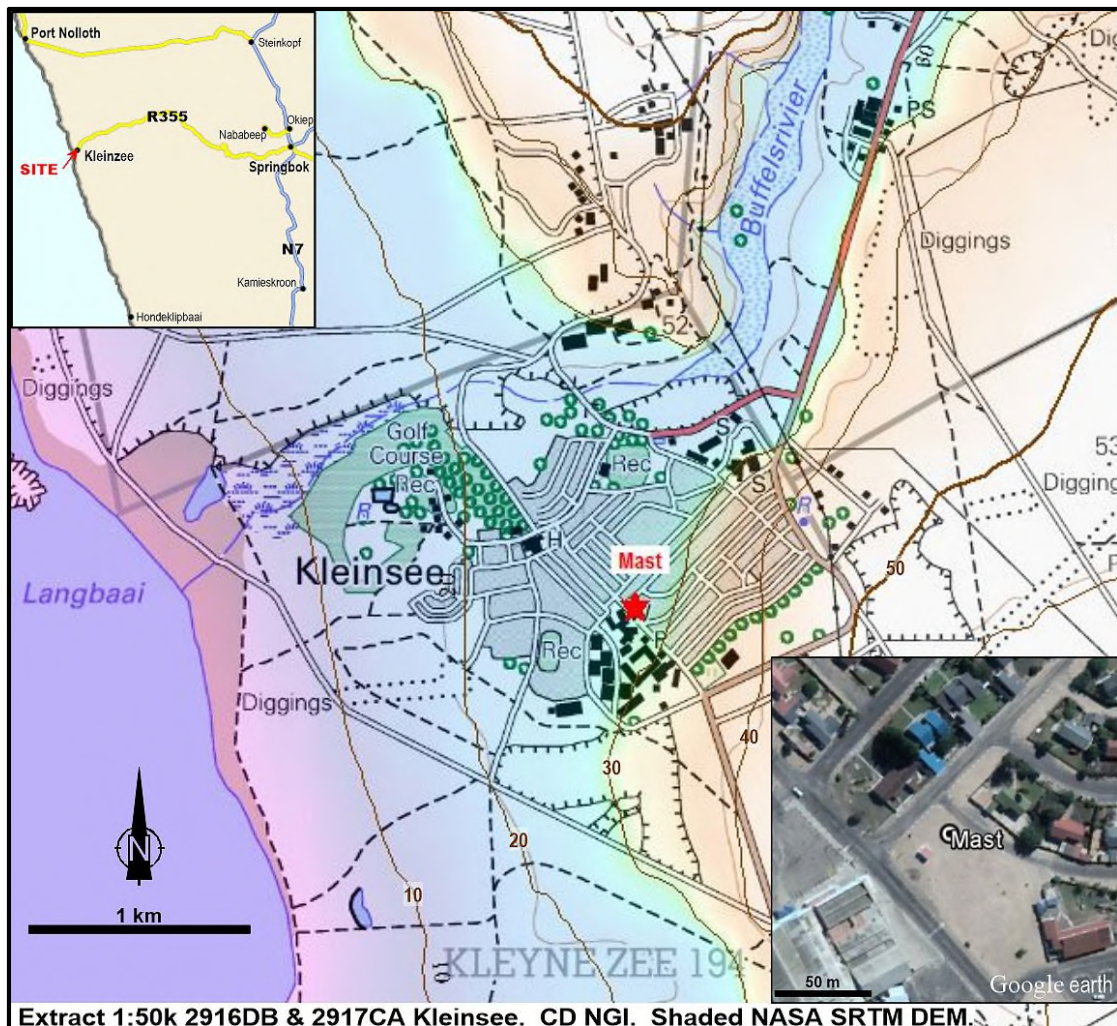 Port Nolloth
Steinkopf
R355
Okiep
Nababeep
Kleinzee
SITE
Springbok
N7
Kamieskroon
Hondeklipbaai
Buffelsrivier
60
PS
Diggings
52
Diggings
Golf
Course
Rec
R
Rec
S
S
R
53
Diggings
H
Kleinsee
Mast
50
Langbaai
Rec
P
Diggings
40
30
20
10
10
N
1 km
KLEYNE ZEE 194
Mast
50 m
Google earth
Extract 1:50k 2916DB & 2917CA Kleinsee. CD NGI. Shaded NASA SRTM DEM.